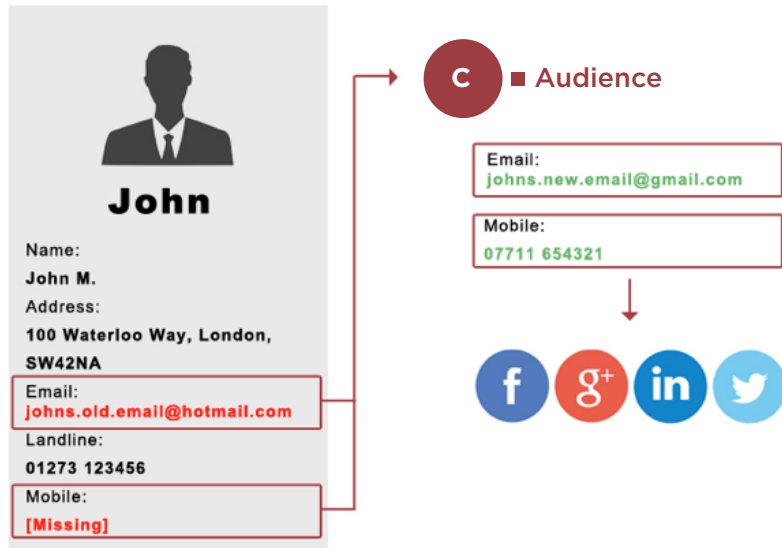 John
Name:
John M.
Address:
100 Waterloo Way, London,
SW42NA
Email:
johns.old.email@hotmail.com
Landline:
01273 123456
Mobile:
[Missing]
C Audience
Email:
johns.new.email@gmail.com
Mobile:
07711 654321
f g+ in